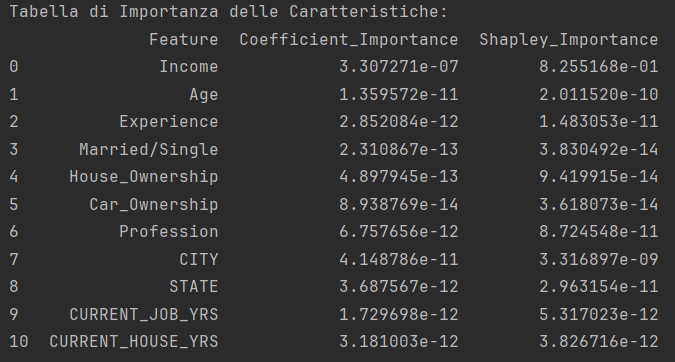 Tabella di Importanza delle Caratteristiche:
Feature Coefficient_Importance Shapley_Importance
0 Income 3.307271e-07 8.255168e-01
1 Age 1.359572e-11 2.011520e-10
2 Experience 2.852084e-12 1.483053e-11
3 Married/Single 2.310867e-13 3.830492e-14
4 House_Ownership 4.897945e-13 9.419915e-14
5 Car_Ownership 8.938769e-14 3.618073e-14
6 Profession 6.757656e-12 8.724548e-11
7 CITY 4.148786e-11 3.316897e-09
8 STATE 3.687567e-12 2.963154e-11
9 CURRENT_JOB_YRS 1.729698e-12 5.317023e-12
10 CURRENT_HOUSE_YRS 3.181003e-12 3.826716e-12